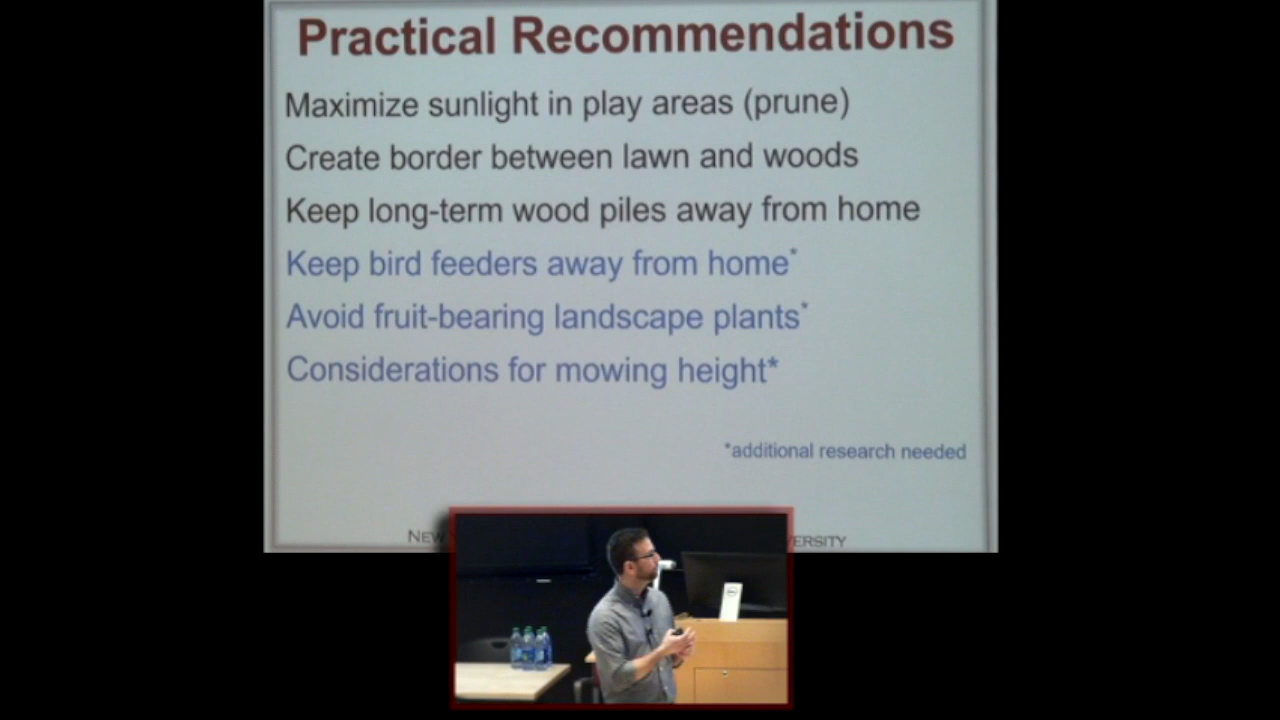 Practical Recommendations
Maximize sunlight in play areas (prune)
Create border between lawn and woods
Keep long-term wood piles away from home
Keep bird feeders away from home*
Avoid fruit-bearing landscape plants*
Considerations for mowing height*
*additional research needed